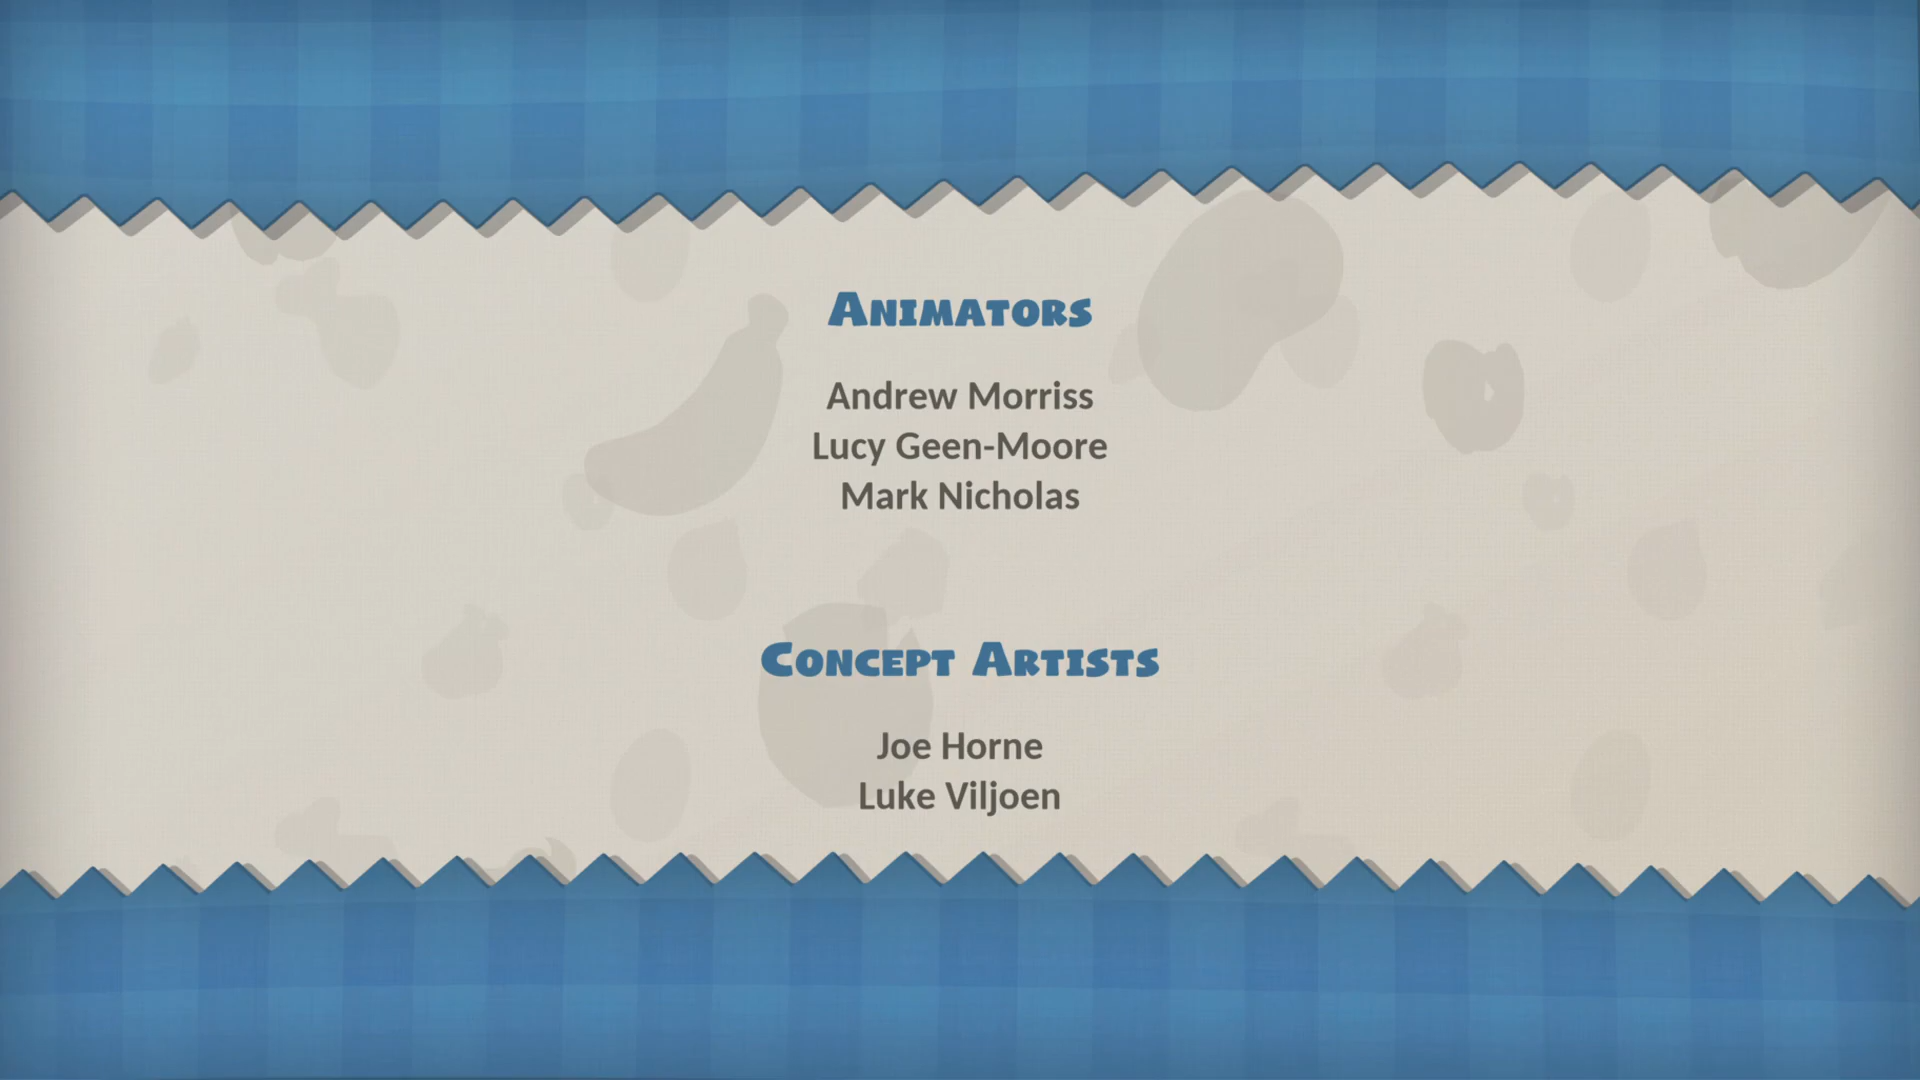 Animators
Andrew Morriss
Lucy Geen-Moore
Mark Nicholas
Concept Artists
Joe Horne
Luke Viljoen